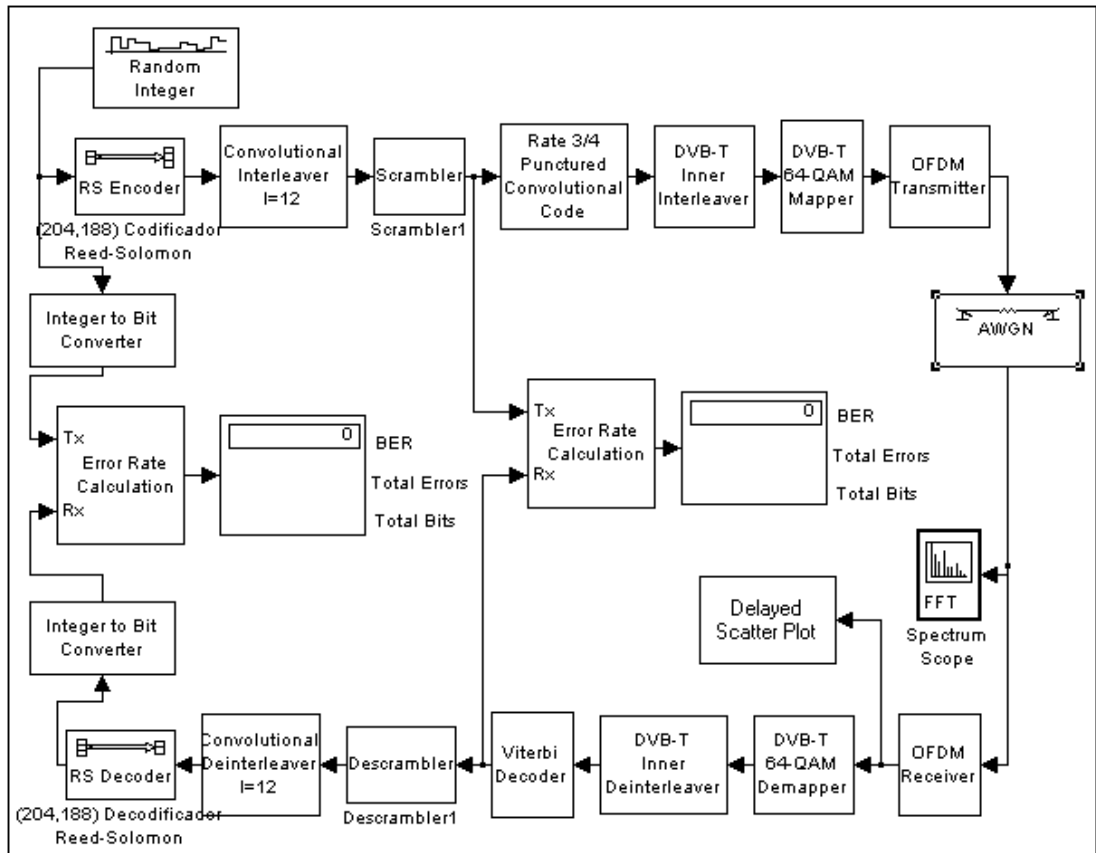 Random
Integer
RS Encoder
(204,188) Codificador
Reed-Solomon
Convolutional
Interleaver
I=12
Scrambler
Scrambler1
Rate 3/4
Punctured
Convolutional
Code
DVB-T
Inner
Interleaver
DVB-T
64-QAM
Mapper
OFDM
Transmitter
AWGN
Integer to Bit
Converter
Tx
Error Rate
Calculation
Rx
0
BER
Total Errors
Total Bits
Tx
Error Rate
Calculation
Rx
0
BER
Total Errors
Total Bits
FFT
Spectrum
Scope
Delayed
Scatter Plot
Integer to Bit
Converter
RS Decoder
(204,188) Decodificador
Reed-Solomon
Convolutional
Deinterleaver
I=12
Descrambler
Descrambler1
Viterbi
Decoder
DVB-T
Inner
Deinterleaver
DVB-T
64-QAM
Demapper
OFDM
Receiver